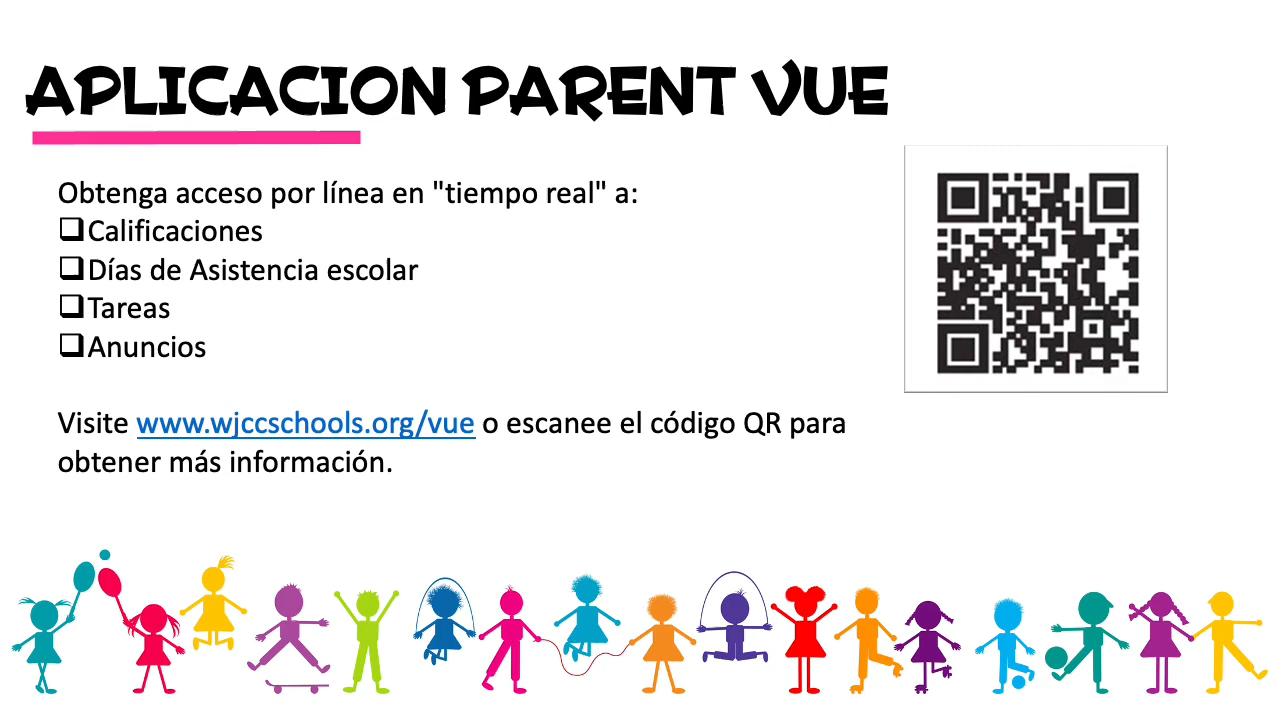 APLICACION PARENT VUE
Obtenga acceso por línea en "tiempo real" a:
❑Calificaciones
❑Días de Asistencia escolar
❑Tareas
❑Anuncios
Visite www.wjccschools.org/vue o escanee el código QR para
obtener más información.